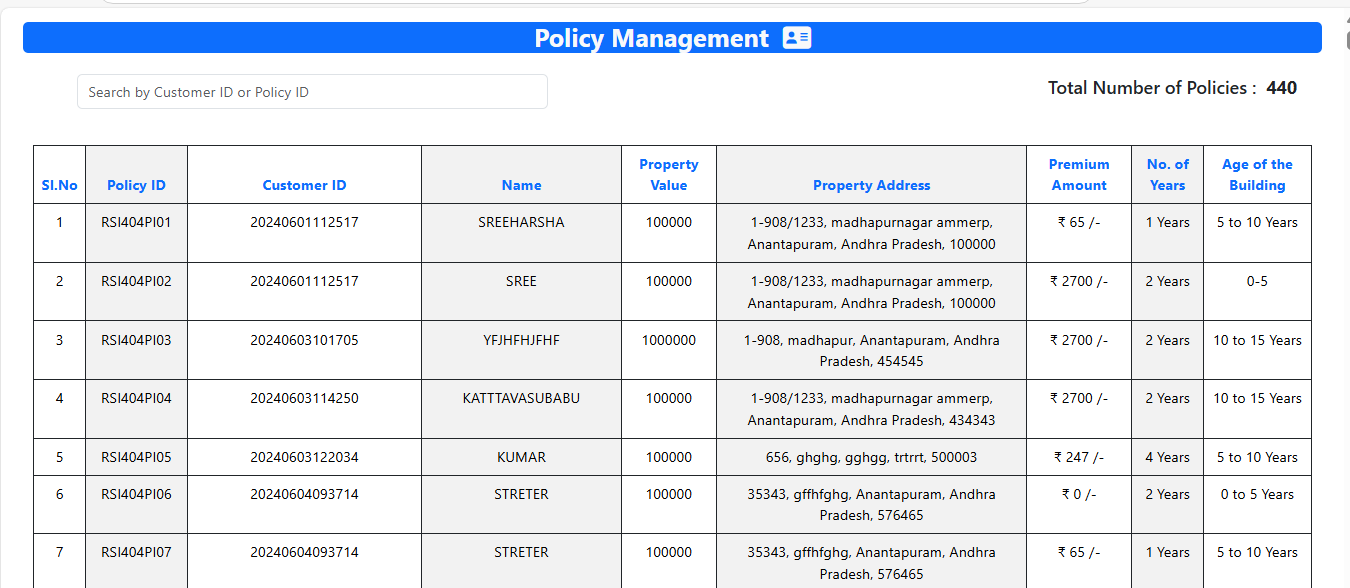 Policy Management
Search by Customer ID or Policy ID
Total Number of Policies : 440
Sl.No Policy ID Customer ID Name Property Value Property Address Premium Amount No. of Years Age of the Building
1 RSI404PI01 20240601112517 SREEHARSHA 100000 1-908/1233, madhapurnagar ammerp, ₹ 65 /- 1 Years 5 to 10 Years
Anantapuram, Andhra Pradesh, 100000
2 RSI404PI02 20240601112517 SREE 100000 1-908/1233, madhapurnagar ammerp, ₹ 2700 /- 2 Years 0-5
Anantapuram, Andhra Pradesh, 100000
3 RSI404PI03 20240603101705 YFJHFHJFHF 1000000 1-908, madhapur, Anantapuram, Andhra ₹ 2700 /- 2 Years 10 to 15 Years
Pradesh, 454545
4 RSI404PI04 20240603114250 KATTTAVASUBABU 100000 1-908/1233, madhapurnagar ammerp, ₹ 2700 /- 2 Years 10 to 15 Years
Anantapuram, Andhra Pradesh, 434343
5 RSI404PI05 20240603122034 KUMAR 100000 656, ghghg, gghgg, trtrrt, 500003 ₹ 247 /- 4 Years 5 to 10 Years
6 RSI404PI06 20240604093714 STRETER 100000 35343, gffhfghg, Anantapuram, Andhra ₹ 0 /- 2 Years 0 to 5 Years
Pradesh, 576465
7 RSI404PI07 20240604093714 STRETER 100000 35343, gffhfghg, Anantapuram, Andhra ₹ 65 /- 1 Years 5 to 10 Years
Pradesh, 576465